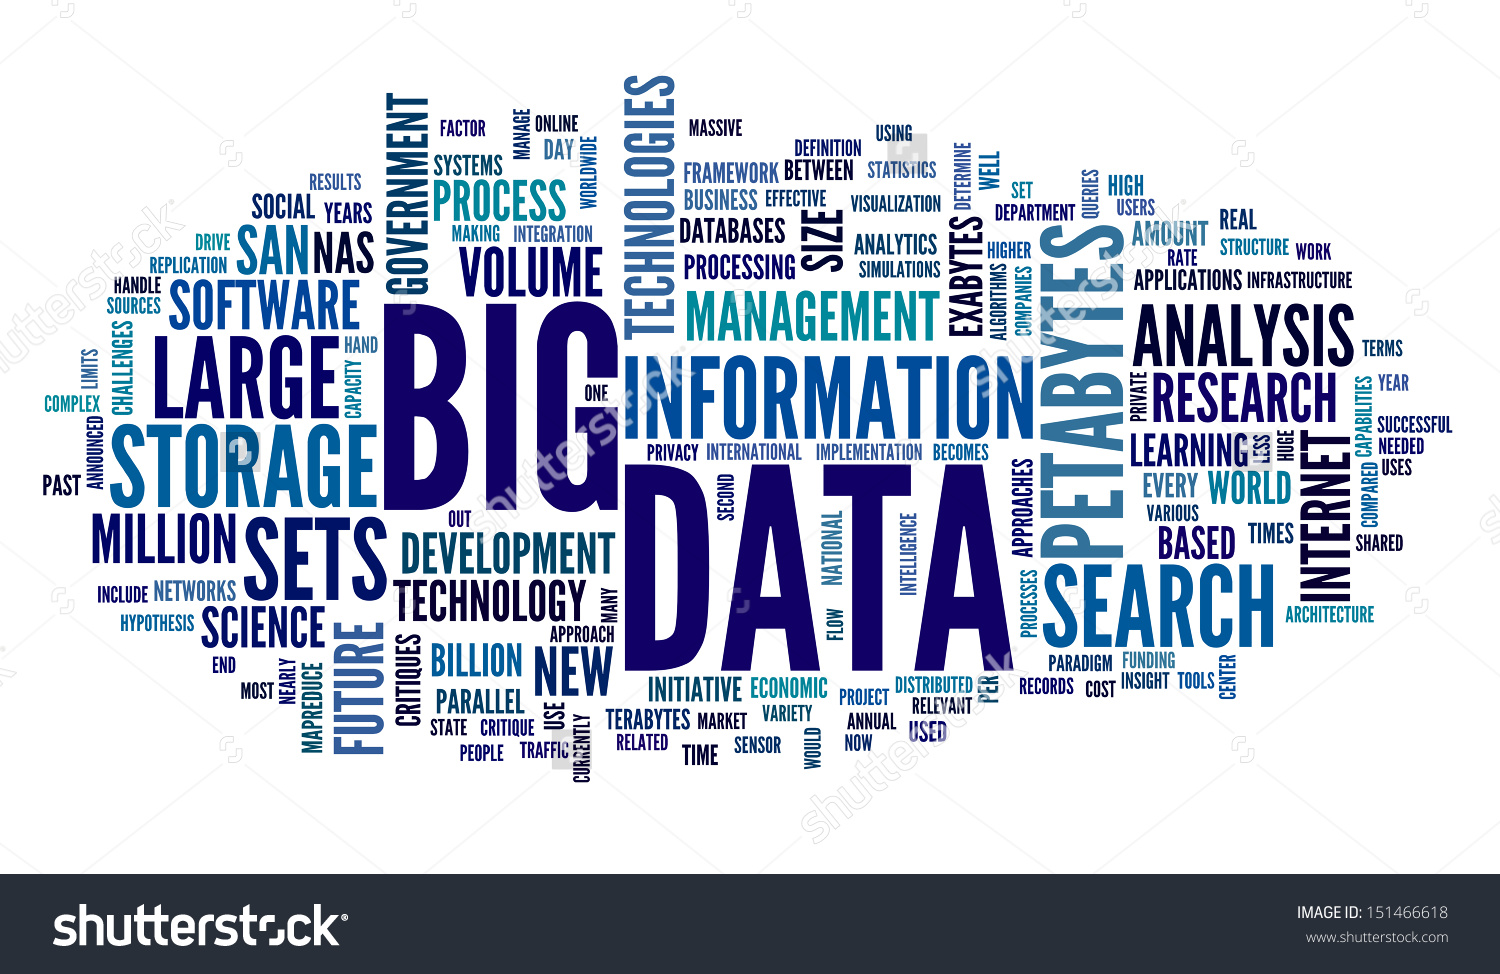 GOVERNMENT
FACTOR
MANAGE
ONLINE
DAY
WORLDWIDE
SYSTEMS
PROCESS
MAKING
INTEGRATION
VOLUME
TECHNOLOGIES
MASSIVE
USING
DEFINITION
FRAMEWORK
BETWEEN
STATISTICS
BUSINESS
EFFECTIVE
VISUALIZATION
DATABASES
SIZE
ANALYTICS
PROCESSING
SIMULATIONS
MANAGEMENT
DETERMINE
WELL
EXABYTES
SET
DEPARTMENT
QUERIES
HIGH
USERS
HIGHER
ALGORITHMS
COMPANIES
PETABYTES
AMOUNT
REAL
RATE
STRUCTURE
WORK
APPLICATIONS
INFRASTRUCTURE
RESULTS
SOCIAL
YEARS
DRIVE
SAN
NAS
REPLICATION
HANDLE
SOURCES
SOFTWARE
CHALLENGES
LARGE
HAND
CAPACITY
LIMITS
COMPLEX
ANNOUNCED
STORAGE
PAST
BIG
ONE
INFORMATION
PRIVACY
INTERNATIONAL
IMPLEMENTATION
BECOMES
DATA
SECOND
NATIONAL
FLOW
INTELLIGENCE
APPROACHES
PROCESSES
ANALYSIS
TERMS
PRIVATE
RESEARCH
YEAR
CAPABILITIES
SUCCESSFUL
NEEDED
USES
LEARNING
LESS
HUGE
INTERNET
COMPARED
EVERY
WORLD
VARIOUS
BASED
TIMES
SHARED
SEARCH
ARCHITECTURE
MILLION
SETS
OUT
DEVELOPMENT
TECHNOLOGY
MANY
INCLUDE
NETWORKS
HYPOTHESIS
SCIENCE
APPROACH
END
MOST
NEARLY
MAPREDUCE
FUTURE
CRITIQUES
BILLION
NEW
PARALLEL
STATE
CRITIQUE
USE
PEOPLE
TRAFFIC
CURRENTLY
INITIATIVE
ECONOMIC
PROJECT
DISTRIBUTED
PER
TERABYTES
MARKET
VARIETY
ANNUAL
RELEVANT
RELATED
TIME
SENSOR
WOULD
NOW
USED
RECORDS
PARADIGM
FUNDING
COST
INSIGHT
TOOLS
CENTER
shutterstock
shutterstock
shutterstock
shutterstock
shutterstock®
IMAGE ID: 151466618
www.shutterstock.com